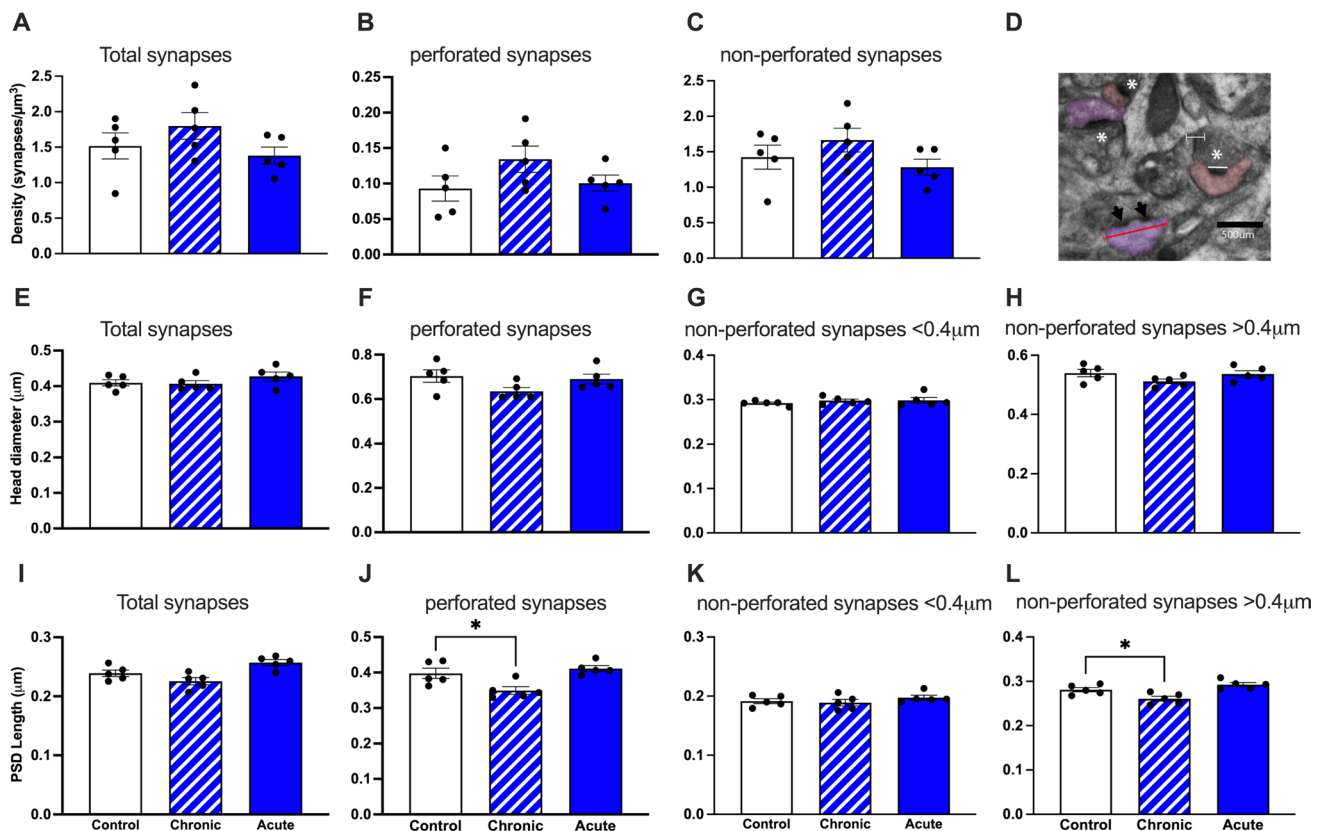 A
Total synapses
Density (synapses/µm³)
2.5
2.0
1.5
1.0
0.5
0.0
B
perforated synapses
0.25
0.20
0.15
0.10
0.05
0.00
C
non-perforated synapses
2.5
2.0
1.5
1.0
0.5
0.0
D
*
*
*
500um
E
Total synapses
Head diameter (µm)
0.5
0.4
0.3
0.2
0.1
0.0
F
perforated synapses
0.8
0.6
0.4
0.2
0.0
G
non-perforated synapses <0.4µm
0.4
0.3
0.2
0.1
0.0
H
non-perforated synapses >0.4µm
0.6
0.4
0.2
0.0
I
Total synapses
PSD Length (µm)
0.3
0.2
0.1
0.0
Control Chronic Acute
J
perforated synapses
*
0.5
0.4
0.3
0.2
0.1
0.0
Control Chronic Acute
K
non-perforated synapses <0.4µm
0.3
0.2
0.1
0.0
Control Chronic Acute
L
non-perforated synapses >0.4µm
*
0.4
0.3
0.2
0.1
0.0
Control Chronic Acute